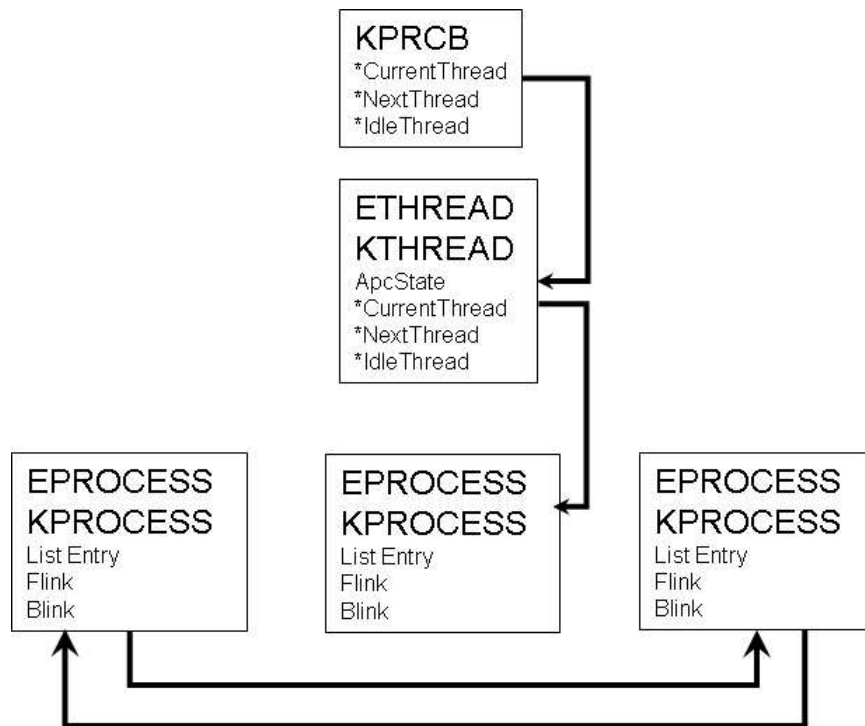 KPRCB
*CurrentThread
*NextThread
*IdleThread
ETHREAD
KTHREAD
ApcState
*CurrentThread
*NextThread
*IdleThread
EPROCESS
KPROCESS
List Entry
Flink
Blink
EPROCESS
KPROCESS
List Entry
Flink
Blink
EPROCESS
KPROCESS
List Entry
Flink
Blink